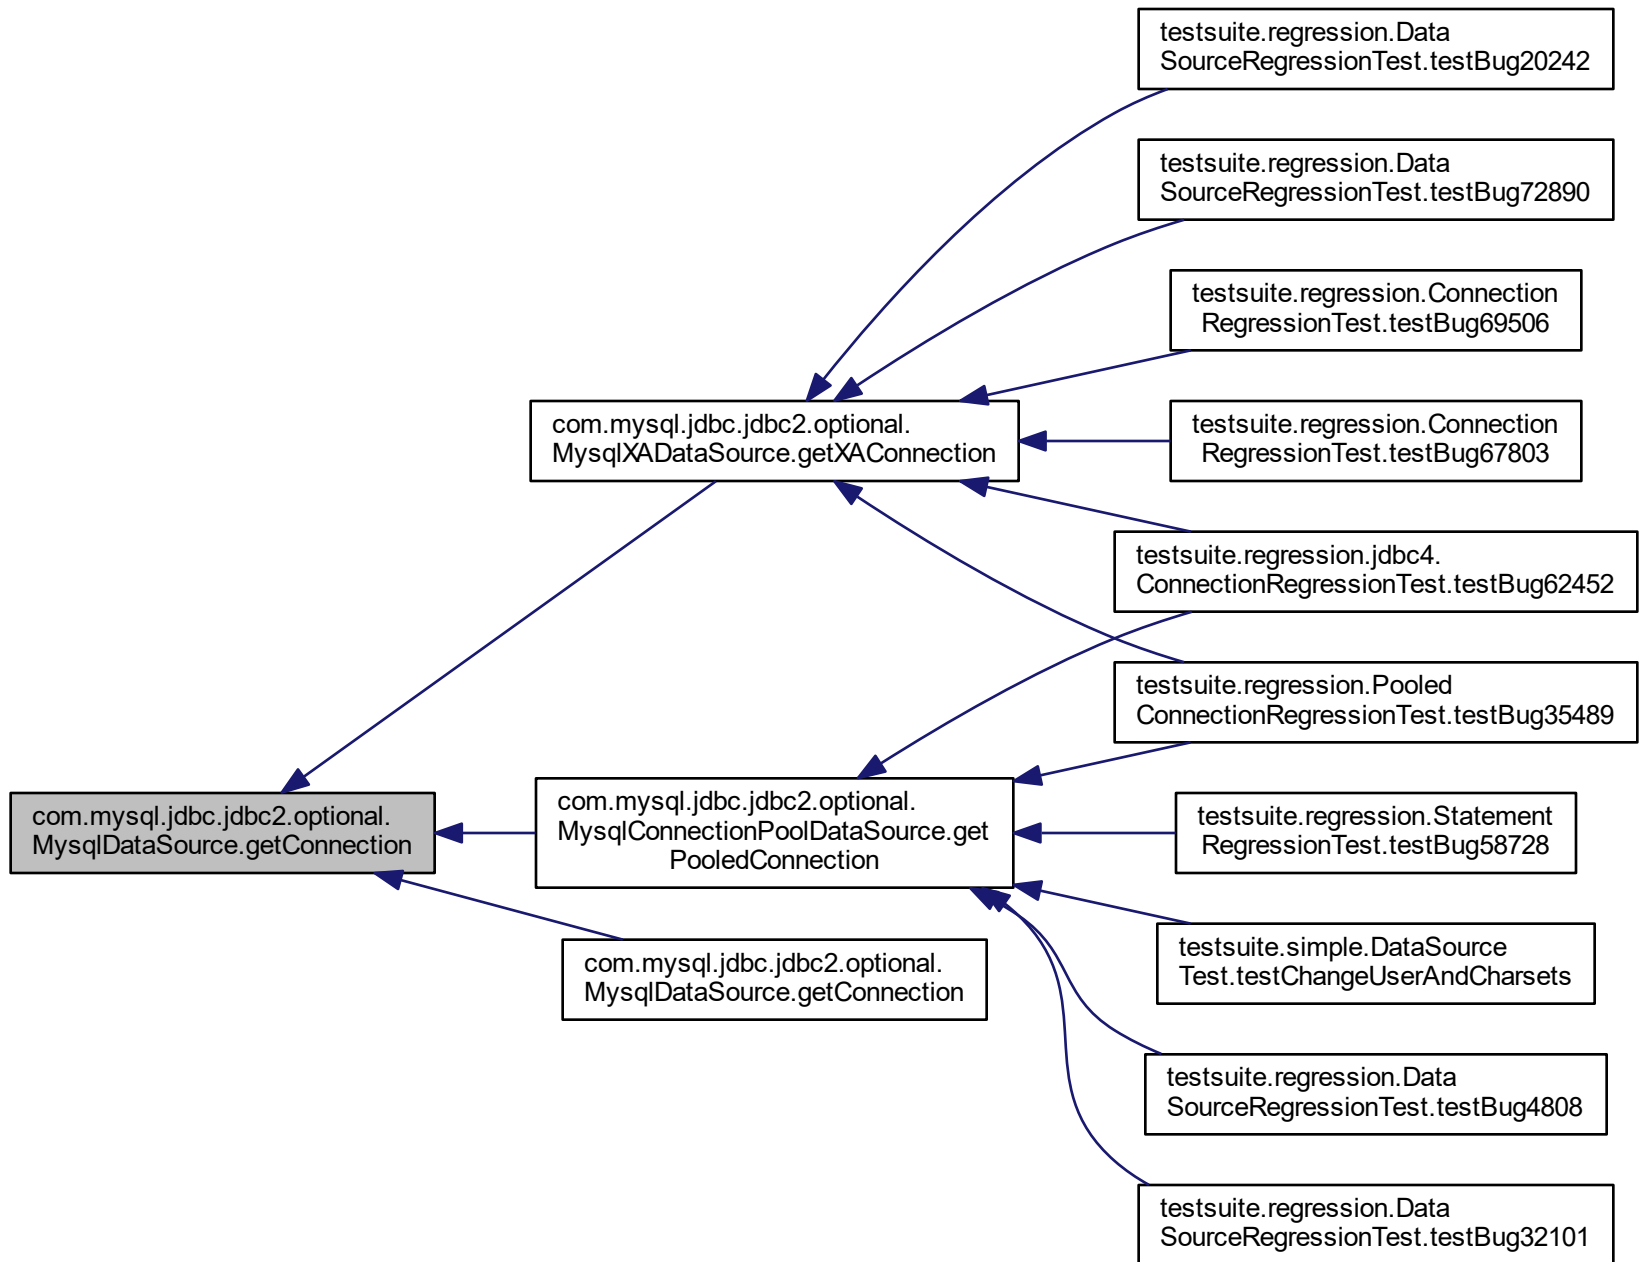 testsuite.regression.Data
SourceRegressionTest.testBug20242
testsuite.regression.Data
SourceRegressionTest.testBug72890
testsuite.regression.Connection
RegressionTest.testBug69506
com.mysql.jdbc.jdbc2.optional.
MysqlXADataSource.getXAConnection
testsuite.regression.Connection
RegressionTest.testBug67803
testsuite.regression.jdbc4.
ConnectionRegressionTest.testBug62452
testsuite.regression.Pooled
ConnectionRegressionTest.testBug35489
com.mysql.jdbc.jdbc2.optional.
MysqlDataSource.getConnection
com.mysql.jdbc.jdbc2.optional.
MysqlConnectionPoolDataSource.get
PooledConnection
testsuite.regression.Statement
RegressionTest.testBug58728
com.mysql.jdbc.jdbc2.optional.
MysqlDataSource.getConnection
testsuite.simple.DataSource
Test.testChangeUserAndCharsets
testsuite.regression.Data
SourceRegressionTest.testBug4808
testsuite.regression.Data
SourceRegressionTest.testBug32101